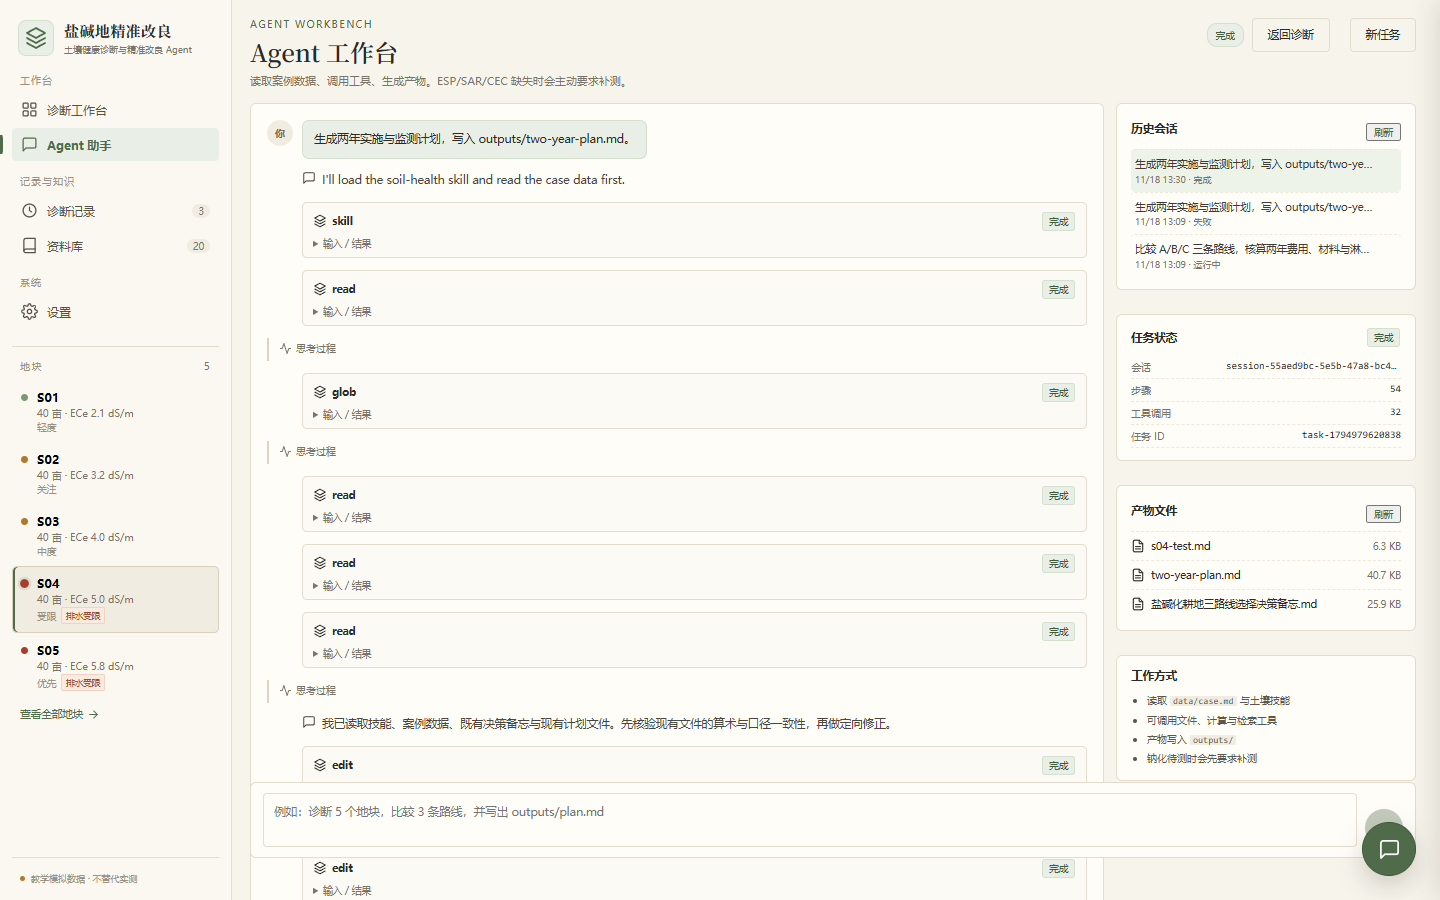 盐碱地精准改良
土壤健康诊断与精准改良 Agent
工作台
诊断工作台
Agent 助手
记录与知识
诊断记录
3
资料库
20
系统
设置
地块
5
S01
40 亩 · ECe 2.1 dS/m
轻度
S02
40 亩 · ECe 3.2 dS/m
关注
S03
40 亩 · ECe 4.0 dS/m
中度
S04
40 亩 · ECe 5.0 dS/m
受限 排水受限
S05
40 亩 · ECe 5.8 dS/m
优先 排水受限
查看全部地块 →
教学模拟数据 · 不替代实测
AGENT WORKBENCH
Agent 工作台
读取案例数据、调用工具、生成产物。ESP/SAR/CEC 缺失时会主动要求补测。
完成
返回诊断
新任务
你
生成两年实施与监测计划，写入 outputs/two-year-plan.md。
I'll load the soil-health skill and read the case data first.
skill
完成
输入 / 结果
read
完成
输入 / 结果
思考过程
glob
完成
输入 / 结果
思考过程
read
完成
输入 / 结果
read
完成
输入 / 结果
read
完成
输入 / 结果
思考过程
我已读取技能、案例数据、既有决策备忘与现有计划文件。先核验现有文件的算术与口径一致性，再做定向修正。
edit
完成
例如：诊断 5 个地块，比较 3 条路线，并写出 outputs/plan.md
edit
完成
输入 / 结果
历史会话
刷新
生成两年实施与监测计划，写入 outputs/two-ye...
11/18 13:30 · 完成
生成两年实施与监测计划，写入 outputs/two-ye...
11/18 13:09 · 失败
比较 A/B/C 三条路线，核算两年费用、材料与淋...
11/18 13:09 · 运行中
任务状态
完成
会话
session-55aed9bc-5e5b-47a8-bc4…
步骤
54
工具调用
32
任务 ID
task-1794979620838
产物文件
刷新
s04-test.md
6.3 KB
two-year-plan.md
40.7 KB
盐碱化耕地三路线选择决策备忘.md
25.9 KB
工作方式
读取 data/case.md 与土壤技能
可调用文件、计算与检索工具
产物写入 outputs/
钠化待测时会先要求补测